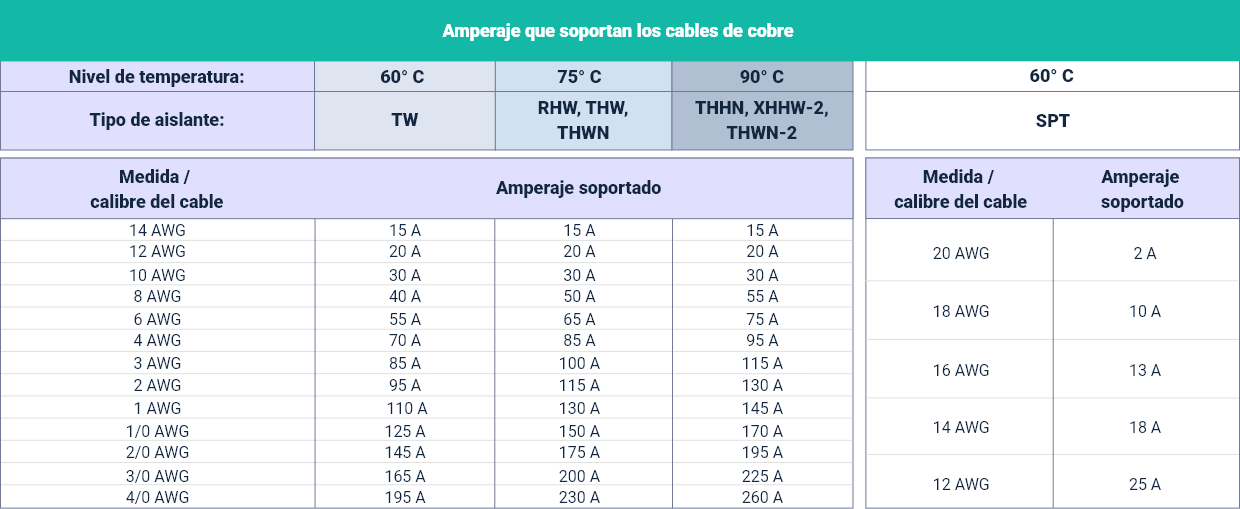 Amperaje que soportan los cables de cobre
Nivel de temperatura: 60° C 75° C 90° C 60° C
Tipo de aislante: TW RHW, THW, THWN THHN, XHHW-2, THWN-2 SPT
Medida / calibre del cable Amperaje soportado
14 AWG 15 A 15 A 15 A
12 AWG 20 A 20 A 20 A
10 AWG 30 A 30 A 30 A
8 AWG 40 A 50 A 55 A
6 AWG 55 A 65 A 75 A
4 AWG 70 A 85 A 95 A
3 AWG 85 A 100 A 115 A
2 AWG 95 A 115 A 130 A
1 AWG 110 A 130 A 145 A
1/0 AWG 125 A 150 A 170 A
2/0 AWG 145 A 175 A 195 A
3/0 AWG 165 A 200 A 225 A
4/0 AWG 195 A 230 A 260 A
Medida / calibre del cable Amperaje soportado
20 AWG 2 A
18 AWG 10 A
16 AWG 13 A
14 AWG 18 A
12 AWG 25 A